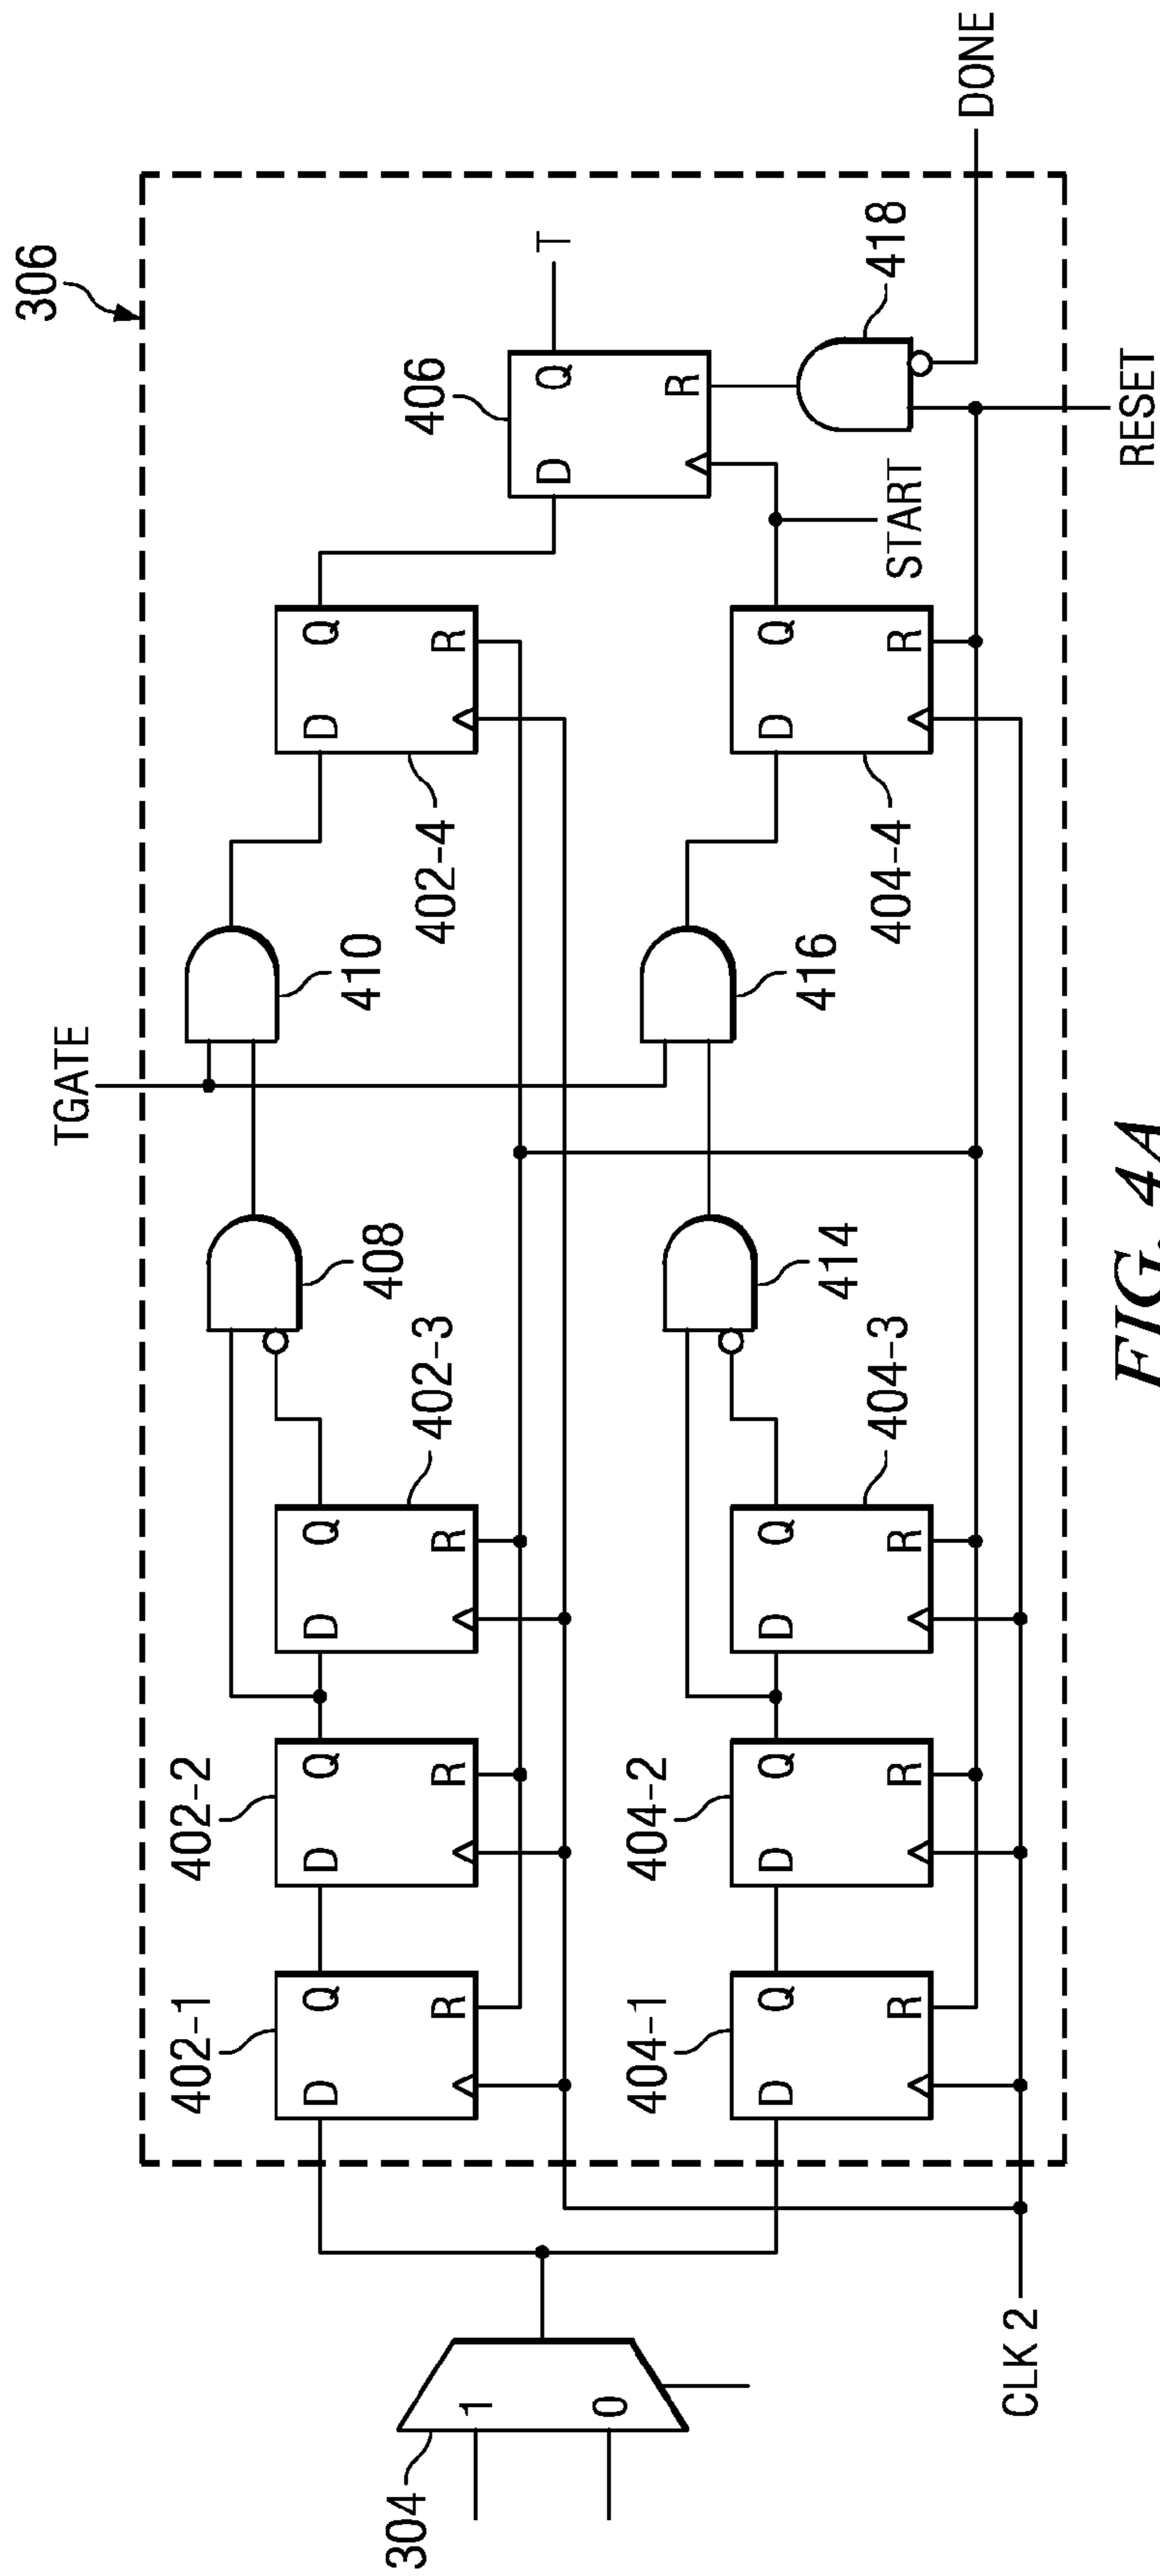 306
TGATE
402-1
402-2
408
410
402-3
402-4
D Q
R
D Q
R
D Q
R
D Q
R
406
D Q
R
T
304
1
0
404-1
404-2
414
416
404-3
404-4
D Q
R
D Q
R
D Q
R
D Q
R
START
418
DONE
CLK 2
RESET
FIG. 4A